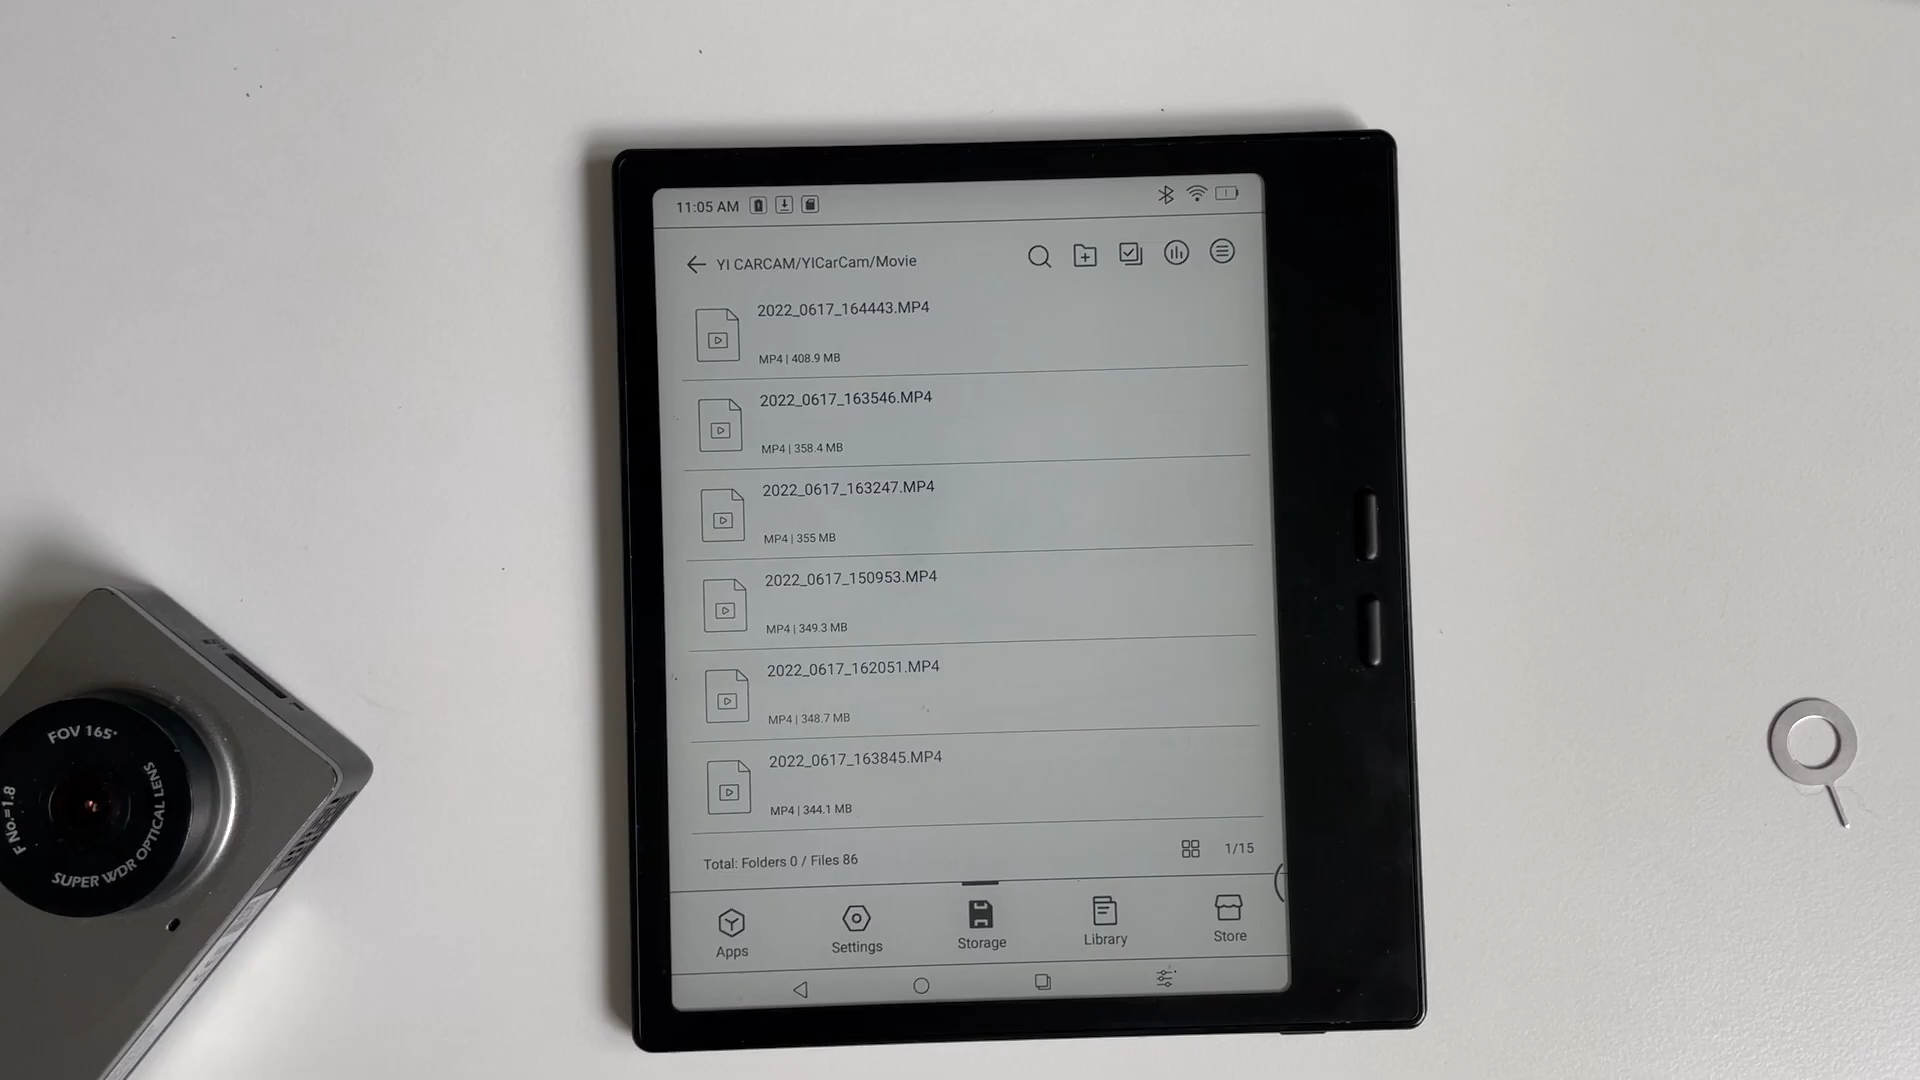 11:05 AM
YI CARCAM/YICarCam/Movie
2022_0617_164443.MP4
MP4 | 408.9 MB
2022_0617_163546.MP4
MP4 | 358.4 MB
2022_0617_163247.MP4
MP4 | 355 MB
2022_0617_150953.MP4
MP4 | 349.3 MB
2022_0617_162051.MP4
MP4 | 348.7 MB
2022_0617_163845.MP4
MP4 | 344.1 MB
Total: Folders 0 / Files 86
1/15
Apps
Settings
Storage
Library
Store
FOV 165°
F No.=1.8
SUPER WDR OPTICAL LENS